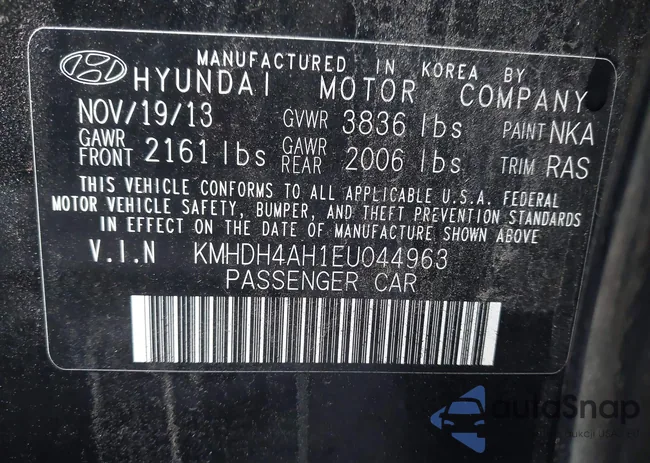 MANUFACTURED IN KOREA BY
HYUNDAI MOTOR COMPANY
NOV/19/13 GVWR 3836 lbs PAINT NKA
GAWR FRONT 2161 lbs GAWR REAR 2006 lbs TRIM RAS
THIS VEHICLE CONFORMS TO ALL APPLICABLE U.S.A. FEDERAL
MOTOR VEHICLE SAFETY, BUMPER, AND THEFT PREVENTION STANDARDS
IN EFFECT ON THE DATE OF MANUFACTURE SHOWN ABOVE
V.I.N KMHDH4AH1EU044963
PASSENGER CAR
autoSnap